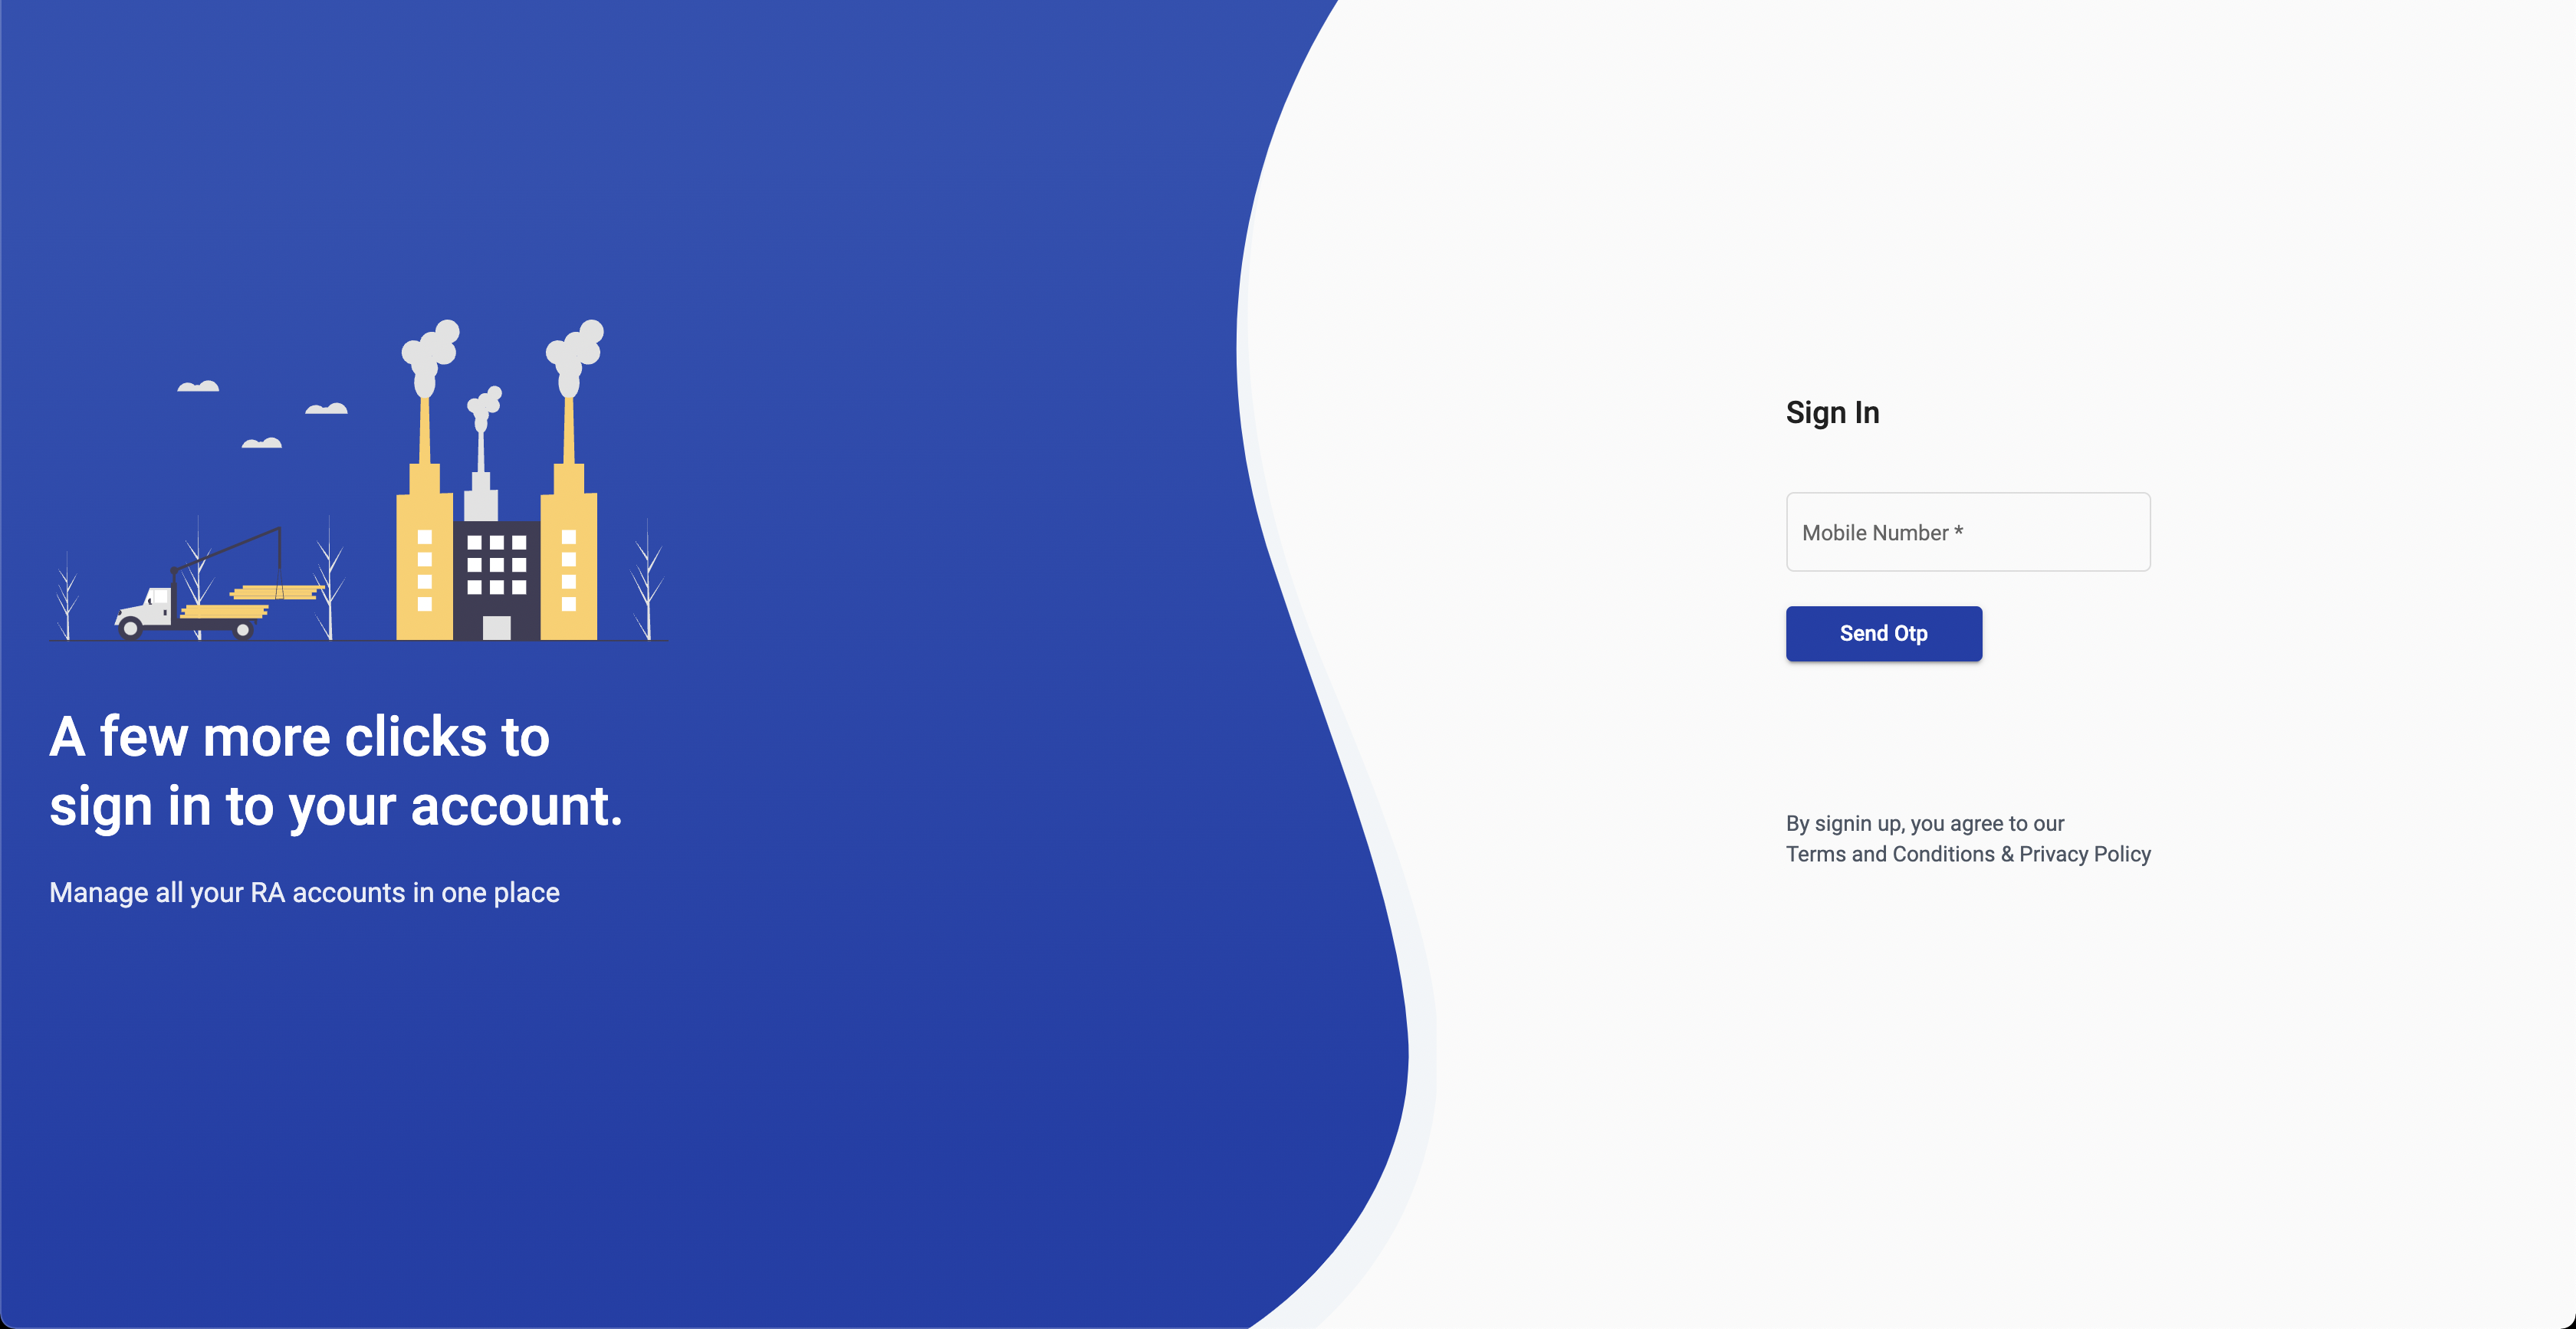 A few more clicks to
sign in to your account.
Manage all your RA accounts in one place
Sign In
Mobile Number *
Send Otp
By signin up, you agree to our
Terms and Conditions & Privacy Policy